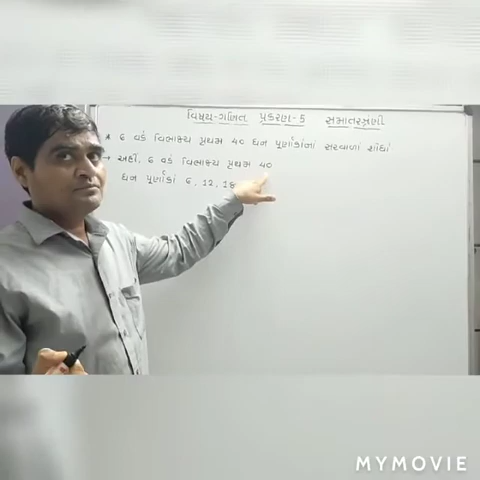 વિષય-ગણિત પ્રકરણ-5 સમાંતરશ્રેણી
* 6 વડે વિભાજ્ય પ્રથમ 40 ધન પૂર્ણાંકોનાં સરવાળા શોધો
→ અહીં, 6 વડે વિભાજ્ય પ્રથમ 40
ધન પૂર્ણાંકો 6, 12, 18
MYMOVIE